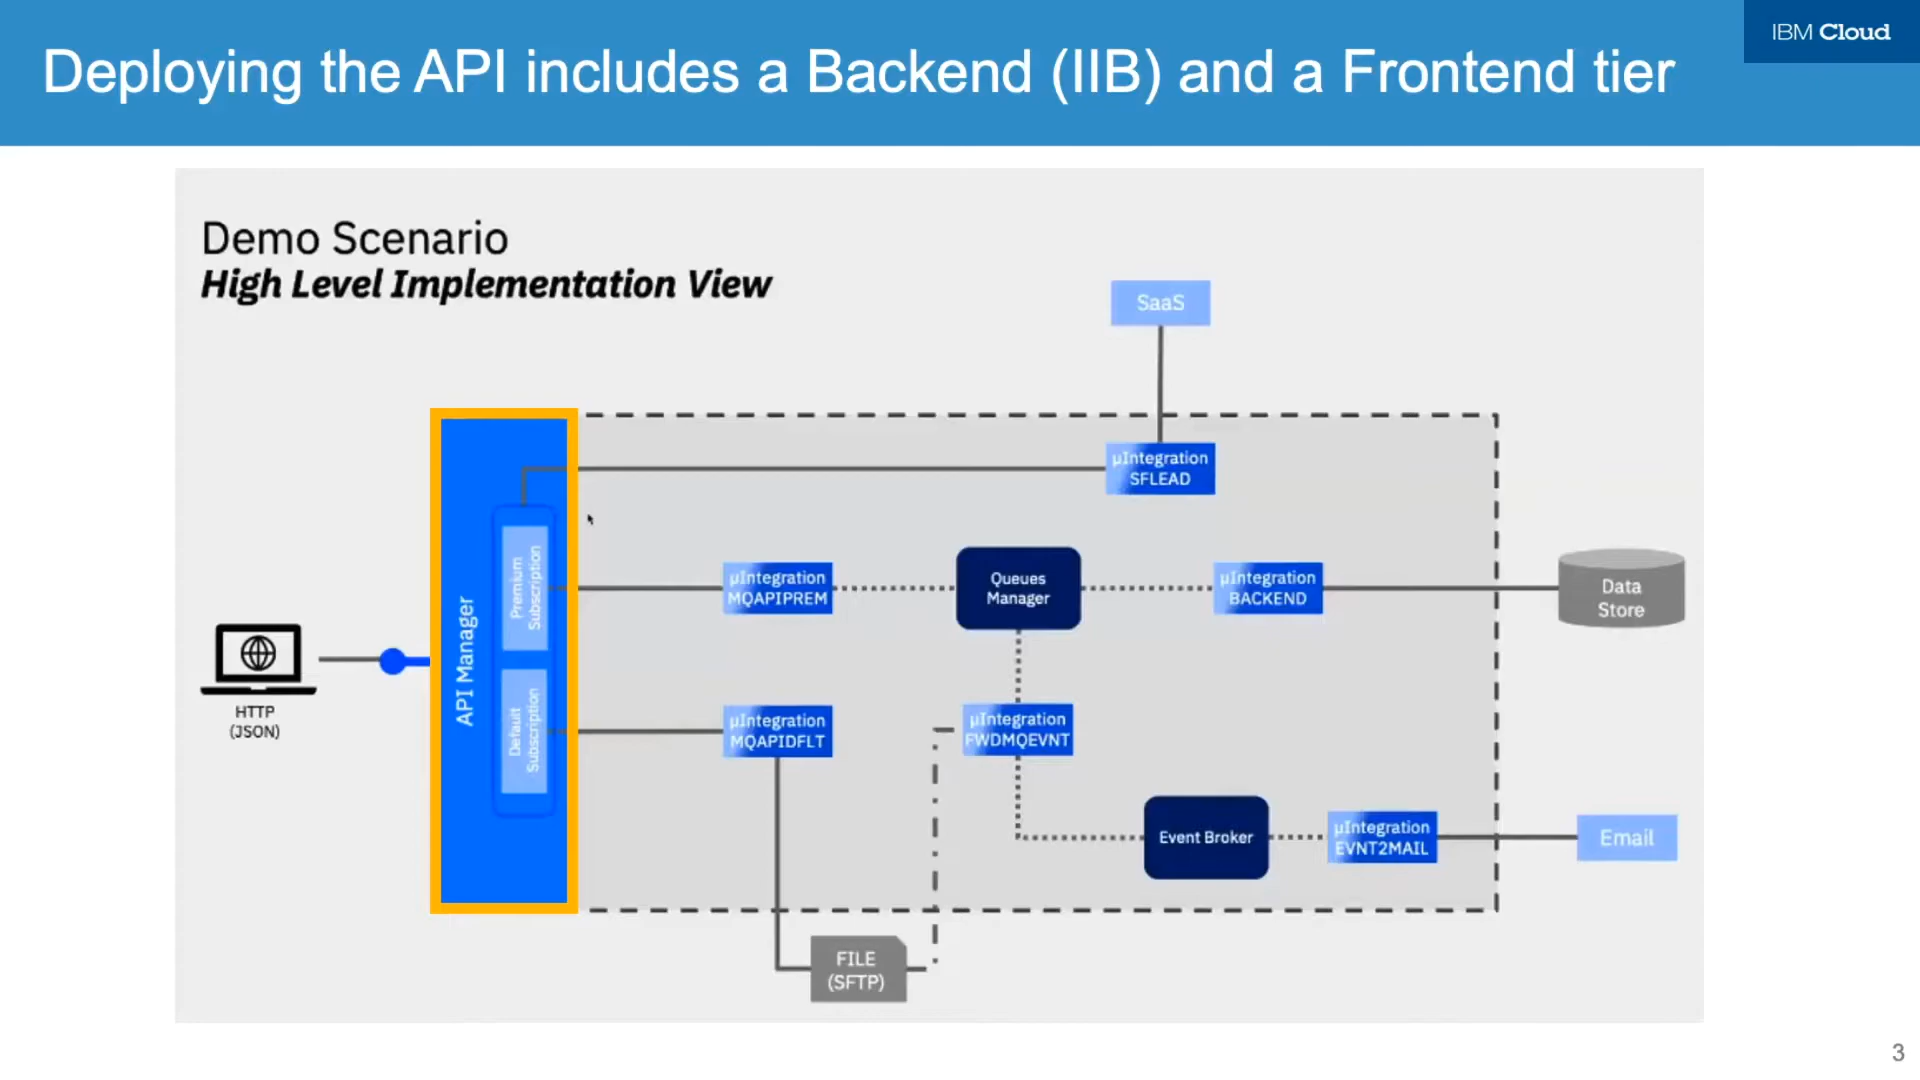 Deploying the API includes a Backend (IIB) and a Frontend tier
IBM Cloud
Demo Scenario
High Level Implementation View
SaaS
µIntegration
SFLEAD
API Manager
Premium
Subscription
Default
Subscription
µIntegration
MQAPIPREM
Queues
Manager
µIntegration
BACKEND
Data
Store
HTTP
(JSON)
µIntegration
MQAPIDFLT
µIntegration
FWDMQEVNT
Event Broker
µIntegration
EVNT2MAIL
Email
FILE
(SFTP)
3